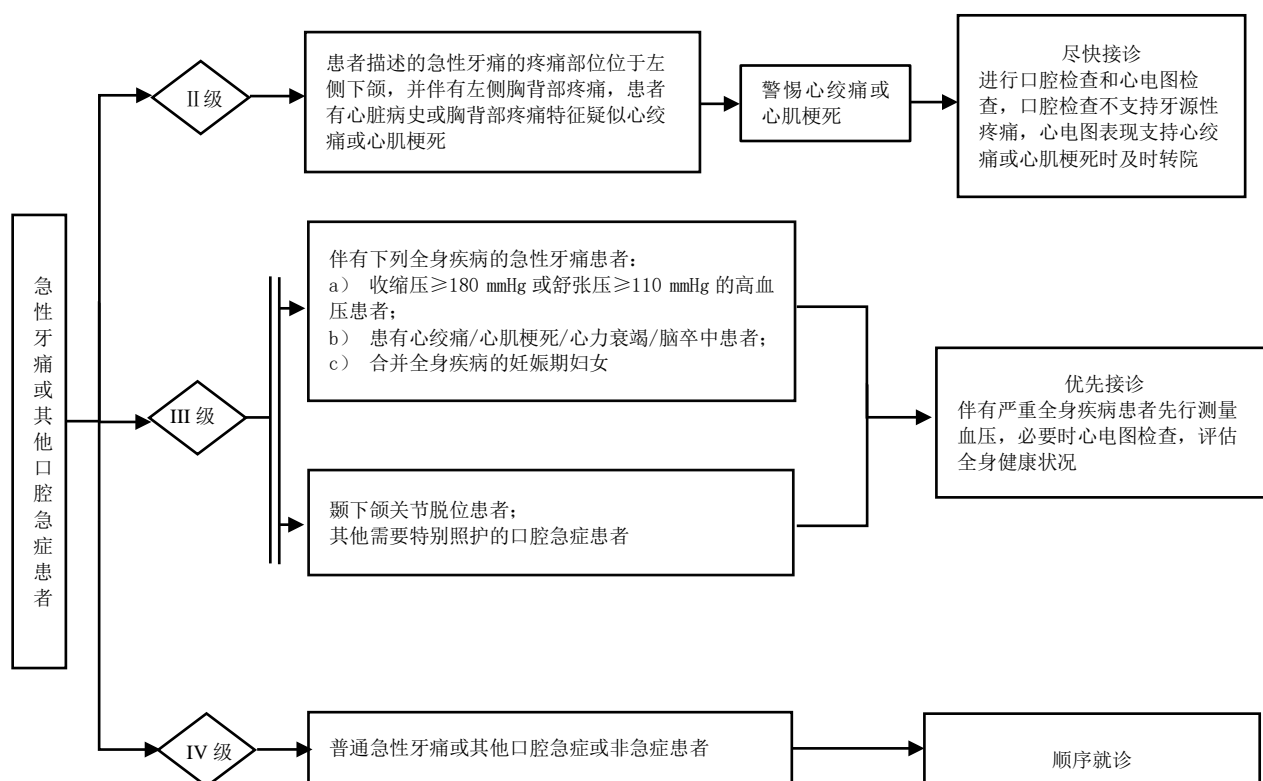 急性牙痛或其他口腔急症患者
II级
患者描述的急性牙痛的疼痛部位位于左
侧下颌，并伴有左侧胸背部疼痛，患者
有心脏病史或胸背部疼痛特征疑似心绞
痛或心肌梗死
警惕心绞痛或
心肌梗死
尽快接诊
进行口腔检查和心电图检
查，口腔检查不支持牙源性
疼痛，心电图表现支持心绞
痛或心肌梗死时及时转院
III级
伴有下列全身疾病的急性牙痛患者：
a） 收缩压≥180 mmHg 或舒张压≥110 mmHg 的高血
压患者；
b） 患有心绞痛/心肌梗死/心力衰竭/脑卒中患者；
c） 合并全身疾病的妊娠期妇女
颞下颌关节脱位患者；
其他需要特别照护的口腔急症患者
优先接诊
伴有严重全身疾病患者先行测量
血压，必要时心电图检查，评估
全身健康状况
IV级
普通急性牙痛或其他口腔急症或非急症患者
顺序就诊